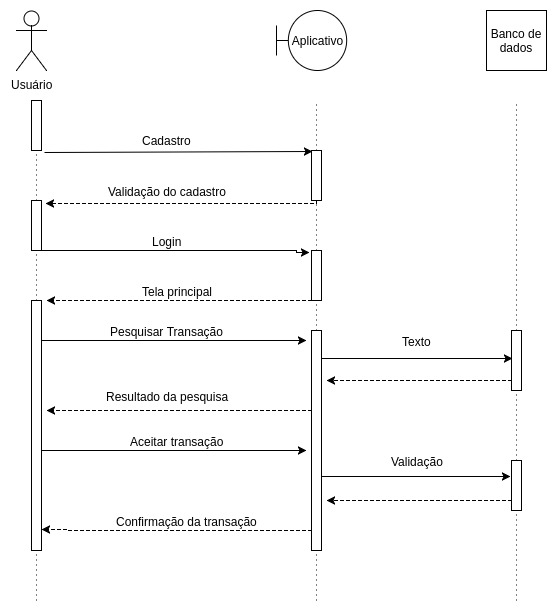 Usuário
Aplicativo
Banco de
dados
Cadastro
Validação do cadastro
Login
Tela principal
Pesquisar Transação
Texto
Resultado da pesquisa
Aceitar transação
Validação
Confirmação da transação